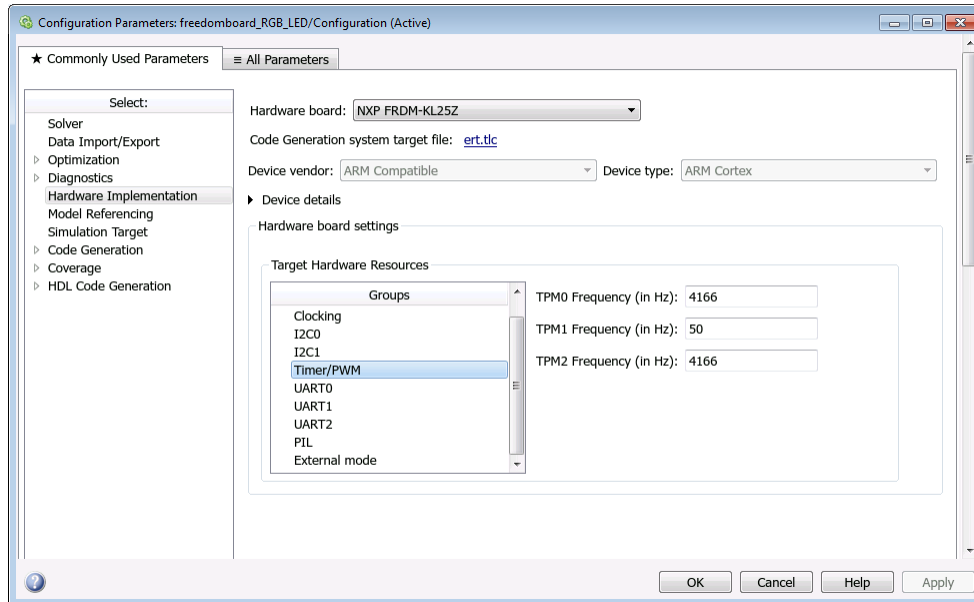 Configuration Parameters: freedomboard_RGB_LED/Configuration (Active)
★ Commonly Used Parameters
≡ All Parameters
Select:
Solver
Data Import/Export
Optimization
Diagnostics
Hardware Implementation
Model Referencing
Simulation Target
Code Generation
Coverage
HDL Code Generation
Hardware board: NXP FRDM-KL25Z
Code Generation system target file: ert.tlc
Device vendor: ARM Compatible Device type: ARM Cortex
Device details
Hardware board settings
Target Hardware Resources
Groups
Clocking
I2C0
I2C1
Timer/PWM
UART0
UART1
UART2
PIL
External mode
TPM0 Frequency (in Hz): 4166
TPM1 Frequency (in Hz): 50
TPM2 Frequency (in Hz): 4166
?
OK Cancel Help Apply